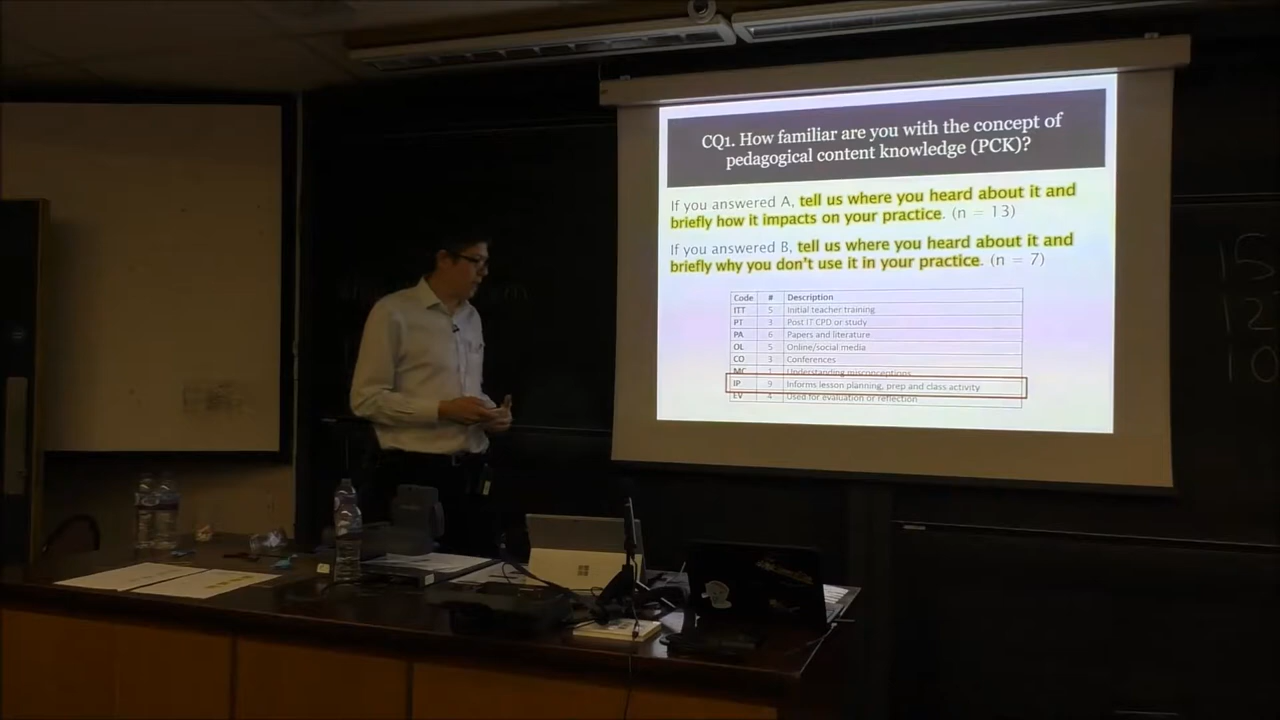 CQ1. How familiar are you with the concept of
pedagogical content knowledge (PCK)?
If you answered A, tell us where you heard about it and
briefly how it impacts on your practice. (n = 13)
If you answered B, tell us where you heard about it and
briefly why you don't use it in your practice. (n = 7)
Code # Description
ITT 5 Initial teacher training
PT 3 Post IT CPD or study
PA 6 Papers and literature
OL 5 Online/social media
CO 3 Conferences
MC 1 Understanding misconceptions
IP 9 Informs lesson planning, prep and class activity
EV 4 Used for evaluation or reflection
15
12
10